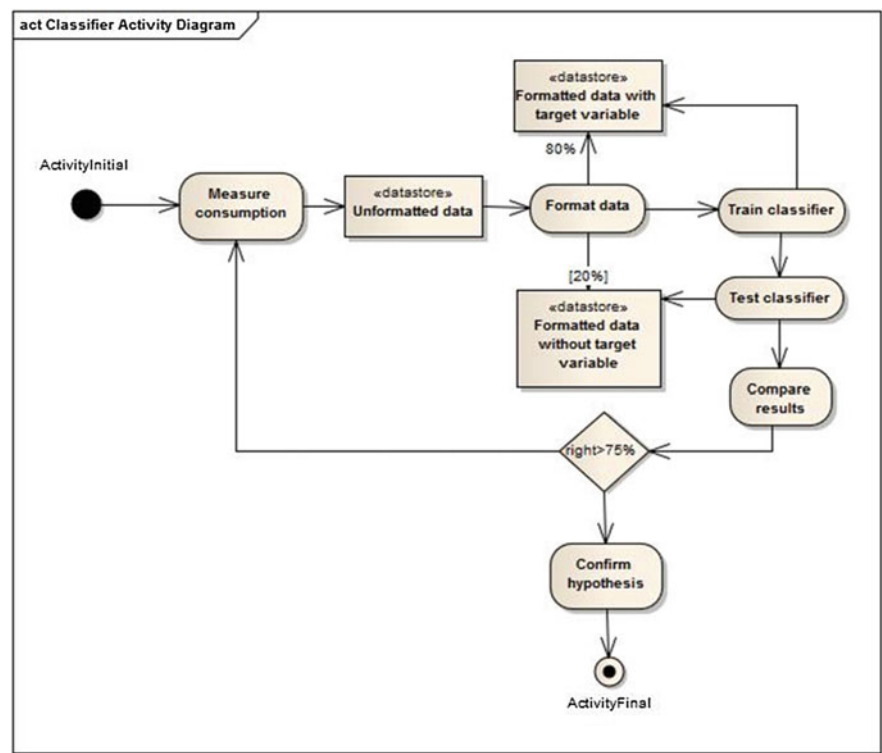 act Classifier Activity Diagram
«datastore»
Formatted data with
target variable
80%
ActivityInitial
Measure
consumption
«datastore»
Unformatted data
Format data
Train classifier
[20%]
Test classifier
«datastore»
Formatted data
without target
variable
Compare
results
right>75%
Confirm
hypothesis
ActivityFinal